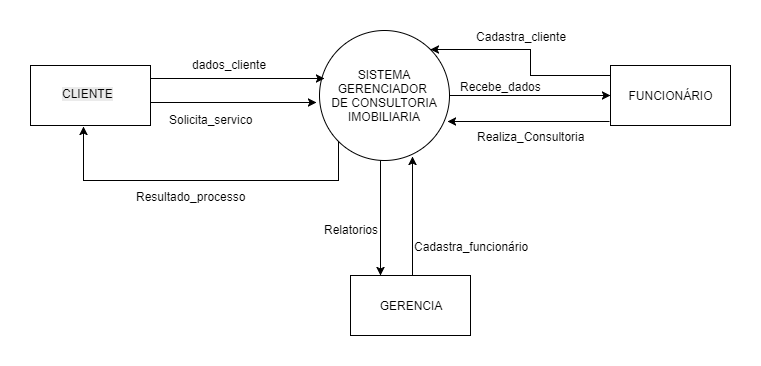 Cadastra_cliente
dados_cliente
SISTEMA
GERENCIADOR
DE CONSULTORIA
IMOBILIARIA
CLIENTE
Recebe_dados
FUNCIONÁRIO
Solicita_servico
Realiza_Consultoria
Resultado_processo
Relatorios
Cadastra_funcionário
GERENCIA